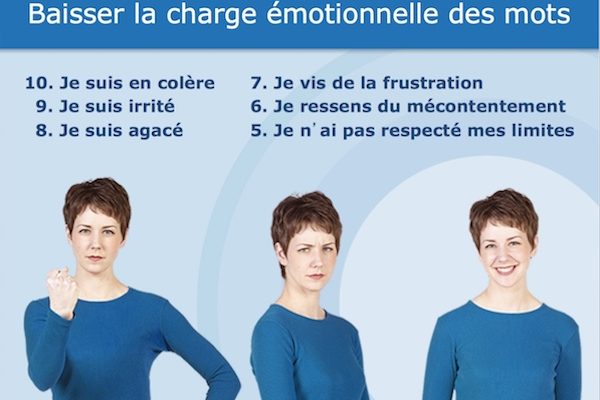 Baisser la charge émotionnelle des mots
10. Je suis en colère
9. Je suis irrité
8. Je suis agacé
7. Je vis de la frustration
6. Je ressens du mécontentement
5. Je n'ai pas respecté mes limites